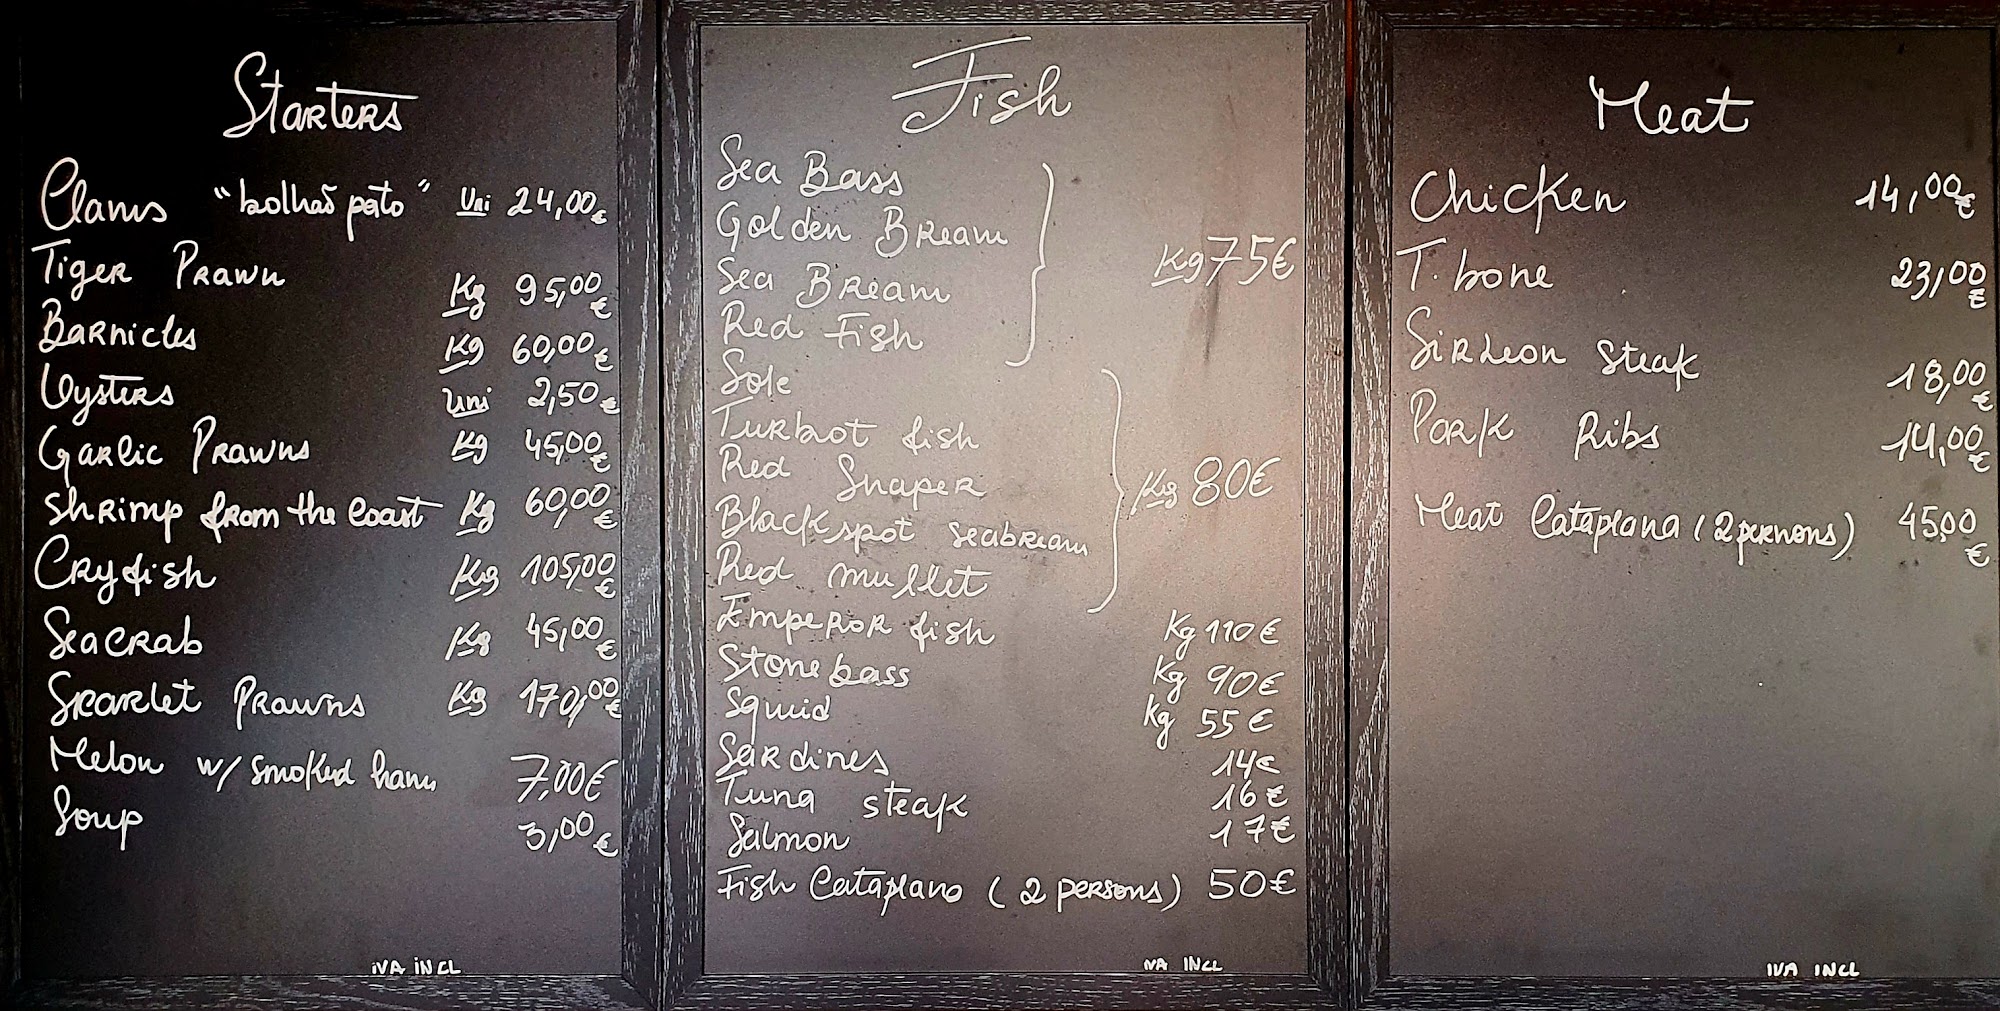 Starters
Clams "bolhão pato" Uni 24,00€
Tiger Prawn Kg 95,00€
Barnicles Kg 60,00€
Oysters Uni 2,50€
Garlic Prawns Kg 45,00€
Shrimp from the coast Kg 60,00€
Cryfish Kg 105,00€
Seacrab Kg 45,00€
Skarlet Prawns Kg 170,00€
Melon w/ smoked ham 7,00€
Soup 3,00€
iVA iNCL
Fish
Sea Bass
Golden Bream
Sea Bream
Red Fish
Kg 75€
Sole
Turbot fish
Red Snaper
Blackspot seabream
Red mullet
Kg 80€
Emperor fish Kg 110€
Stonebass Kg 90€
Squid Kg 55€
Sardines 14€
Tuna steak 16€
Salmon 17€
Fish Cataplana (2 persons) 50€
IVA INCL
Meat
Chicken 14,00€
T.bone 23,00€
Sirleon steak 18,00€
Pork Ribs 14,00€
Meat Cataplana (2 persons) 45,00€
IVA INCL